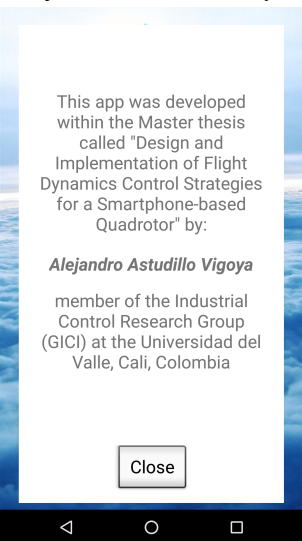 This app was developed
within the Master thesis
called "Design and
Implementation of Flight
Dynamics Control Strategies
for a Smartphone-based
Quadrotor" by:
Alejandro Astudillo Vigoya
member of the Industrial
Control Research Group
(GICI) at the Universidad del
Valle, Cali, Colombia
Close